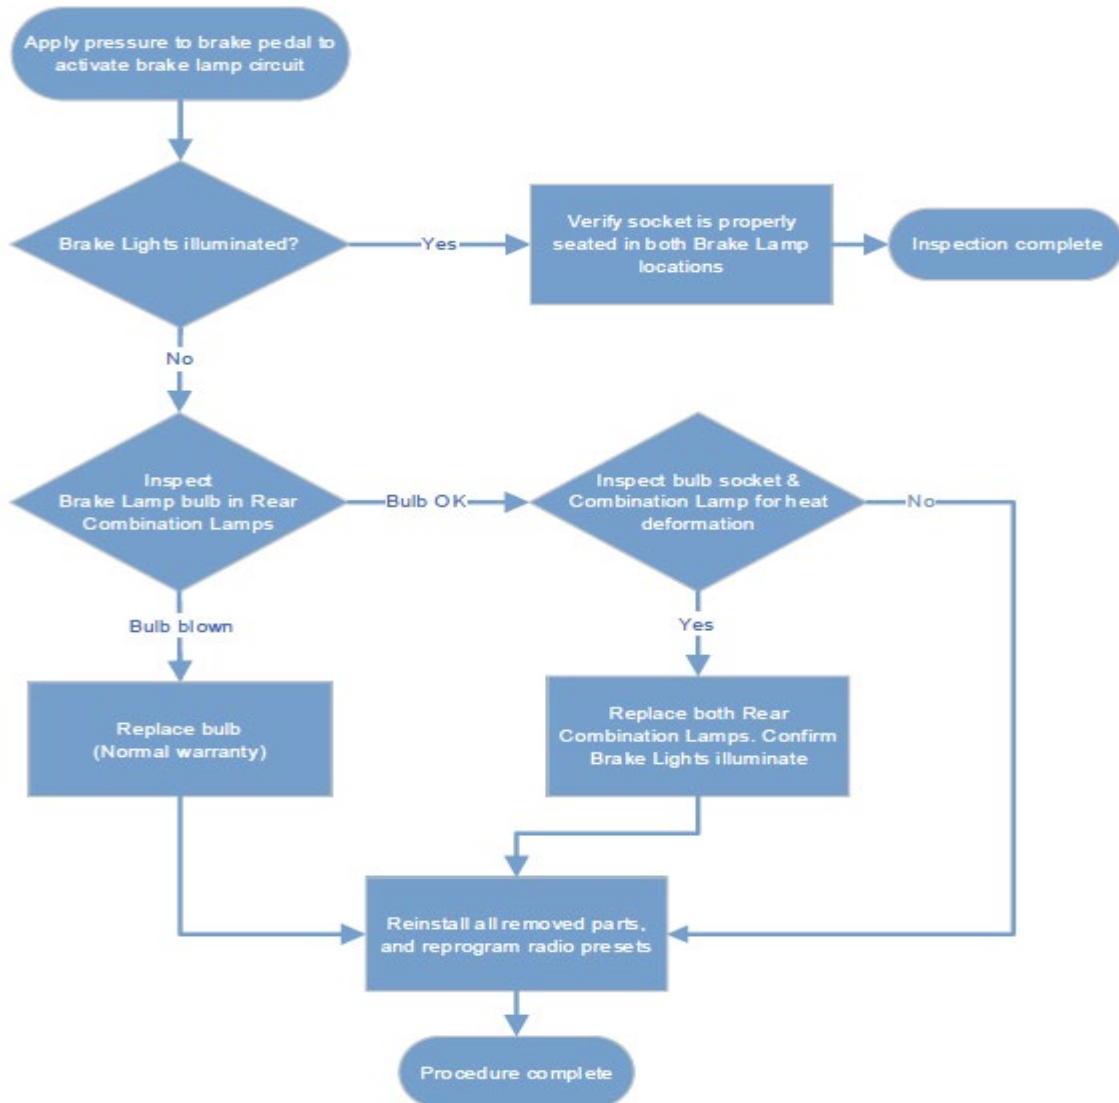 Apply pressure to brake pedal to
activate brake lamp circuit
Brake Lights illuminated?
Yes
Verify socket is properly
seated in both Brake Lamp
locations
Inspection complete
No
Inspect
Brake Lamp bulb in Rear
Combination Lamps
Bulb OK
Inspect bulb socket &
Combination Lamp for heat
deformation
No
Bulb blown
Yes
Replace bulb
(Normal warranty)
Replace both Rear
Combination Lamps. Confirm
Brake Lights illuminate
Reinstall all removed parts,
and reprogram radio presets
Procedure complete